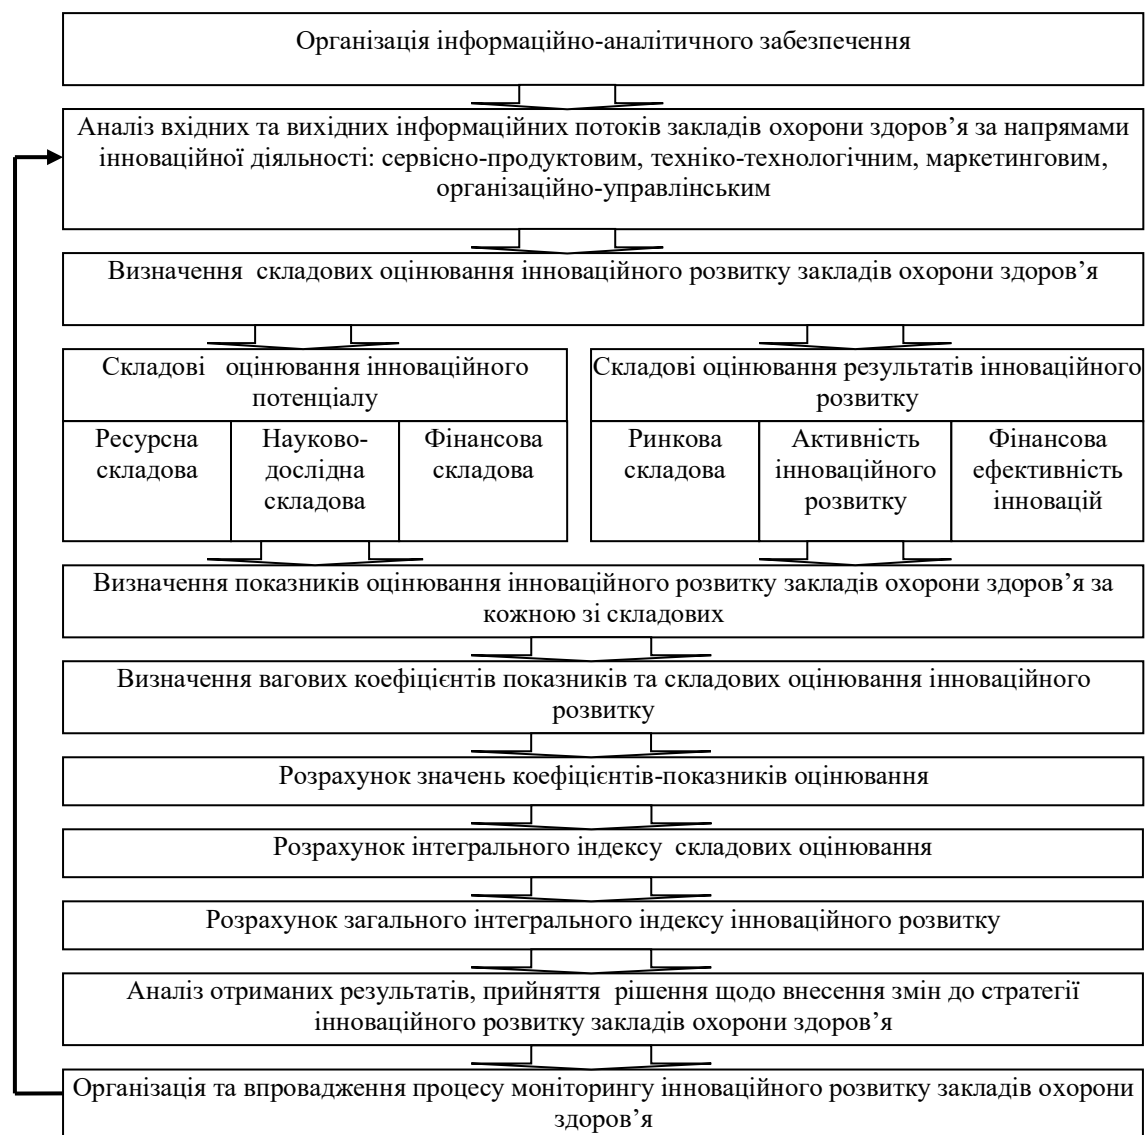 Організація інформаційно-аналітичного забезпечення
Аналіз вхідних та вихідних інформаційних потоків закладів охорони здоров’я за напрямами
інноваційної діяльності: сервісно-продуктовим, техніко-технологічним, маркетинговим,
організаційно-управлінським
Визначення складових оцінювання інноваційного розвитку закладів охорони здоров’я
Складові оцінювання інноваційного
потенціалу
Ресурсна
складова
Науково-
дослідна
складова
Фінансова
складова
Складові оцінювання результатів інноваційного
розвитку
Ринкова
складова
Активність
інноваційного
розвитку
Фінансова
ефективність
інновацій
Визначення показників оцінювання інноваційного розвитку закладів охорони здоров’я за
кожною зі складових
Визначення вагових коефіцієнтів показників та складових оцінювання інноваційного
розвитку
Розрахунок значень коефіцієнтів-показників оцінювання
Розрахунок інтегрального індексу складових оцінювання
Розрахунок загального інтегрального індексу інноваційного розвитку
Аналіз отриманих результатів, прийняття рішення щодо внесення змін до стратегії
інноваційного розвитку закладів охорони здоров’я
Організація та впровадження процесу моніторингу інноваційного розвитку закладів охорони
здоров’я